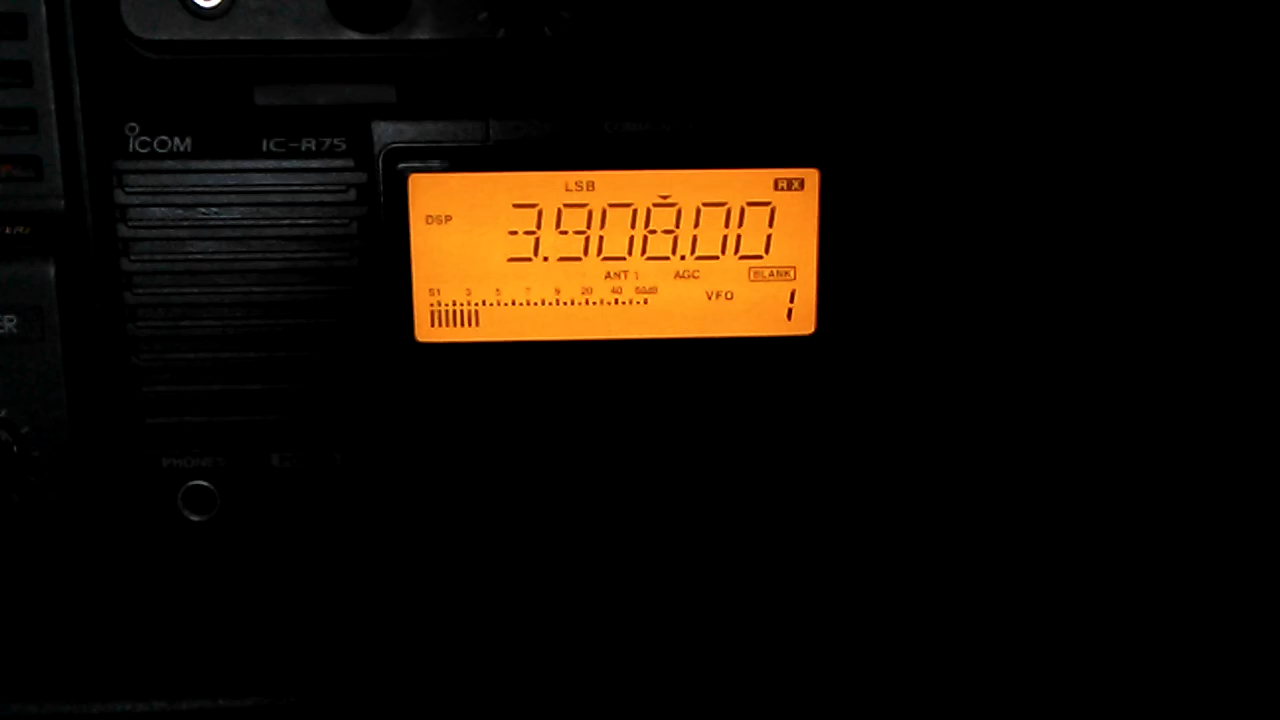 ICOM IC-R75
LSB RX
DSP 3.908.00
ANT 1 AGC BLANK
S1 3 5 7 9 20 40 60dB
VFO 1
PHONES
ER